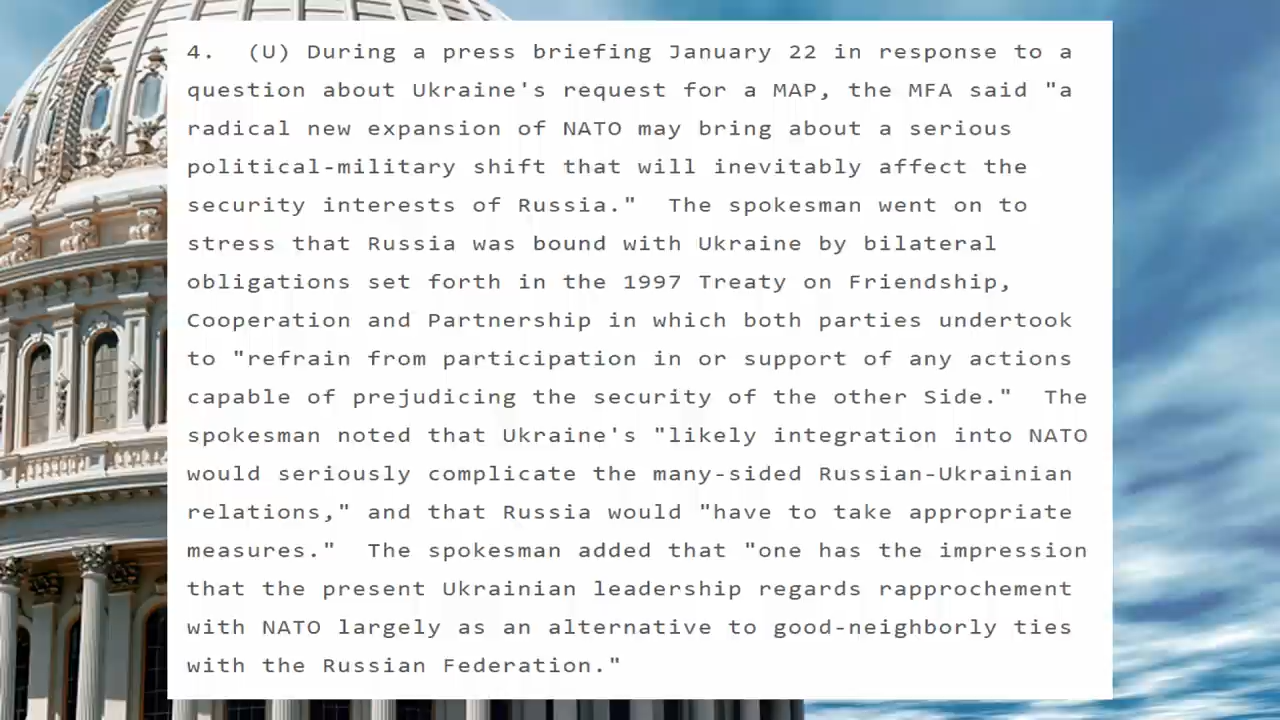 4.  (U) During a press briefing January 22 in response to a
question about Ukraine's request for a MAP, the MFA said "a
radical new expansion of NATO may bring about a serious
political-military shift that will inevitably affect the
security interests of Russia."  The spokesman went on to
stress that Russia was bound with Ukraine by bilateral
obligations set forth in the 1997 Treaty on Friendship,
Cooperation and Partnership in which both parties undertook
to "refrain from participation in or support of any actions
capable of prejudicing the security of the other Side."  The
spokesman noted that Ukraine's "likely integration into NATO
would seriously complicate the many-sided Russian-Ukrainian
relations," and that Russia would "have to take appropriate
measures."  The spokesman added that "one has the impression
that the present Ukrainian leadership regards rapprochement
with NATO largely as an alternative to good-neighborly ties
with the Russian Federation."